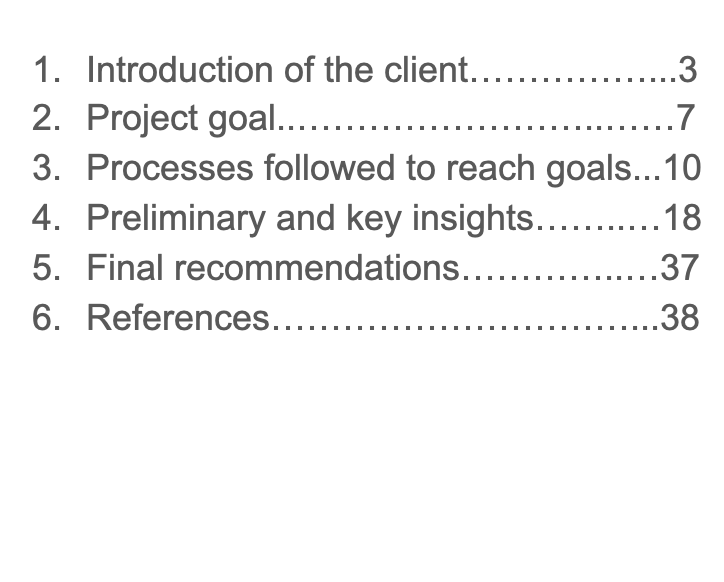 1. Introduction of the client……………...3
2. Project goal..……………………..……7
3. Processes followed to reach goals...10
4. Preliminary and key insights……..…18
5. Final recommendations…………..…37
6. References…………………………...38